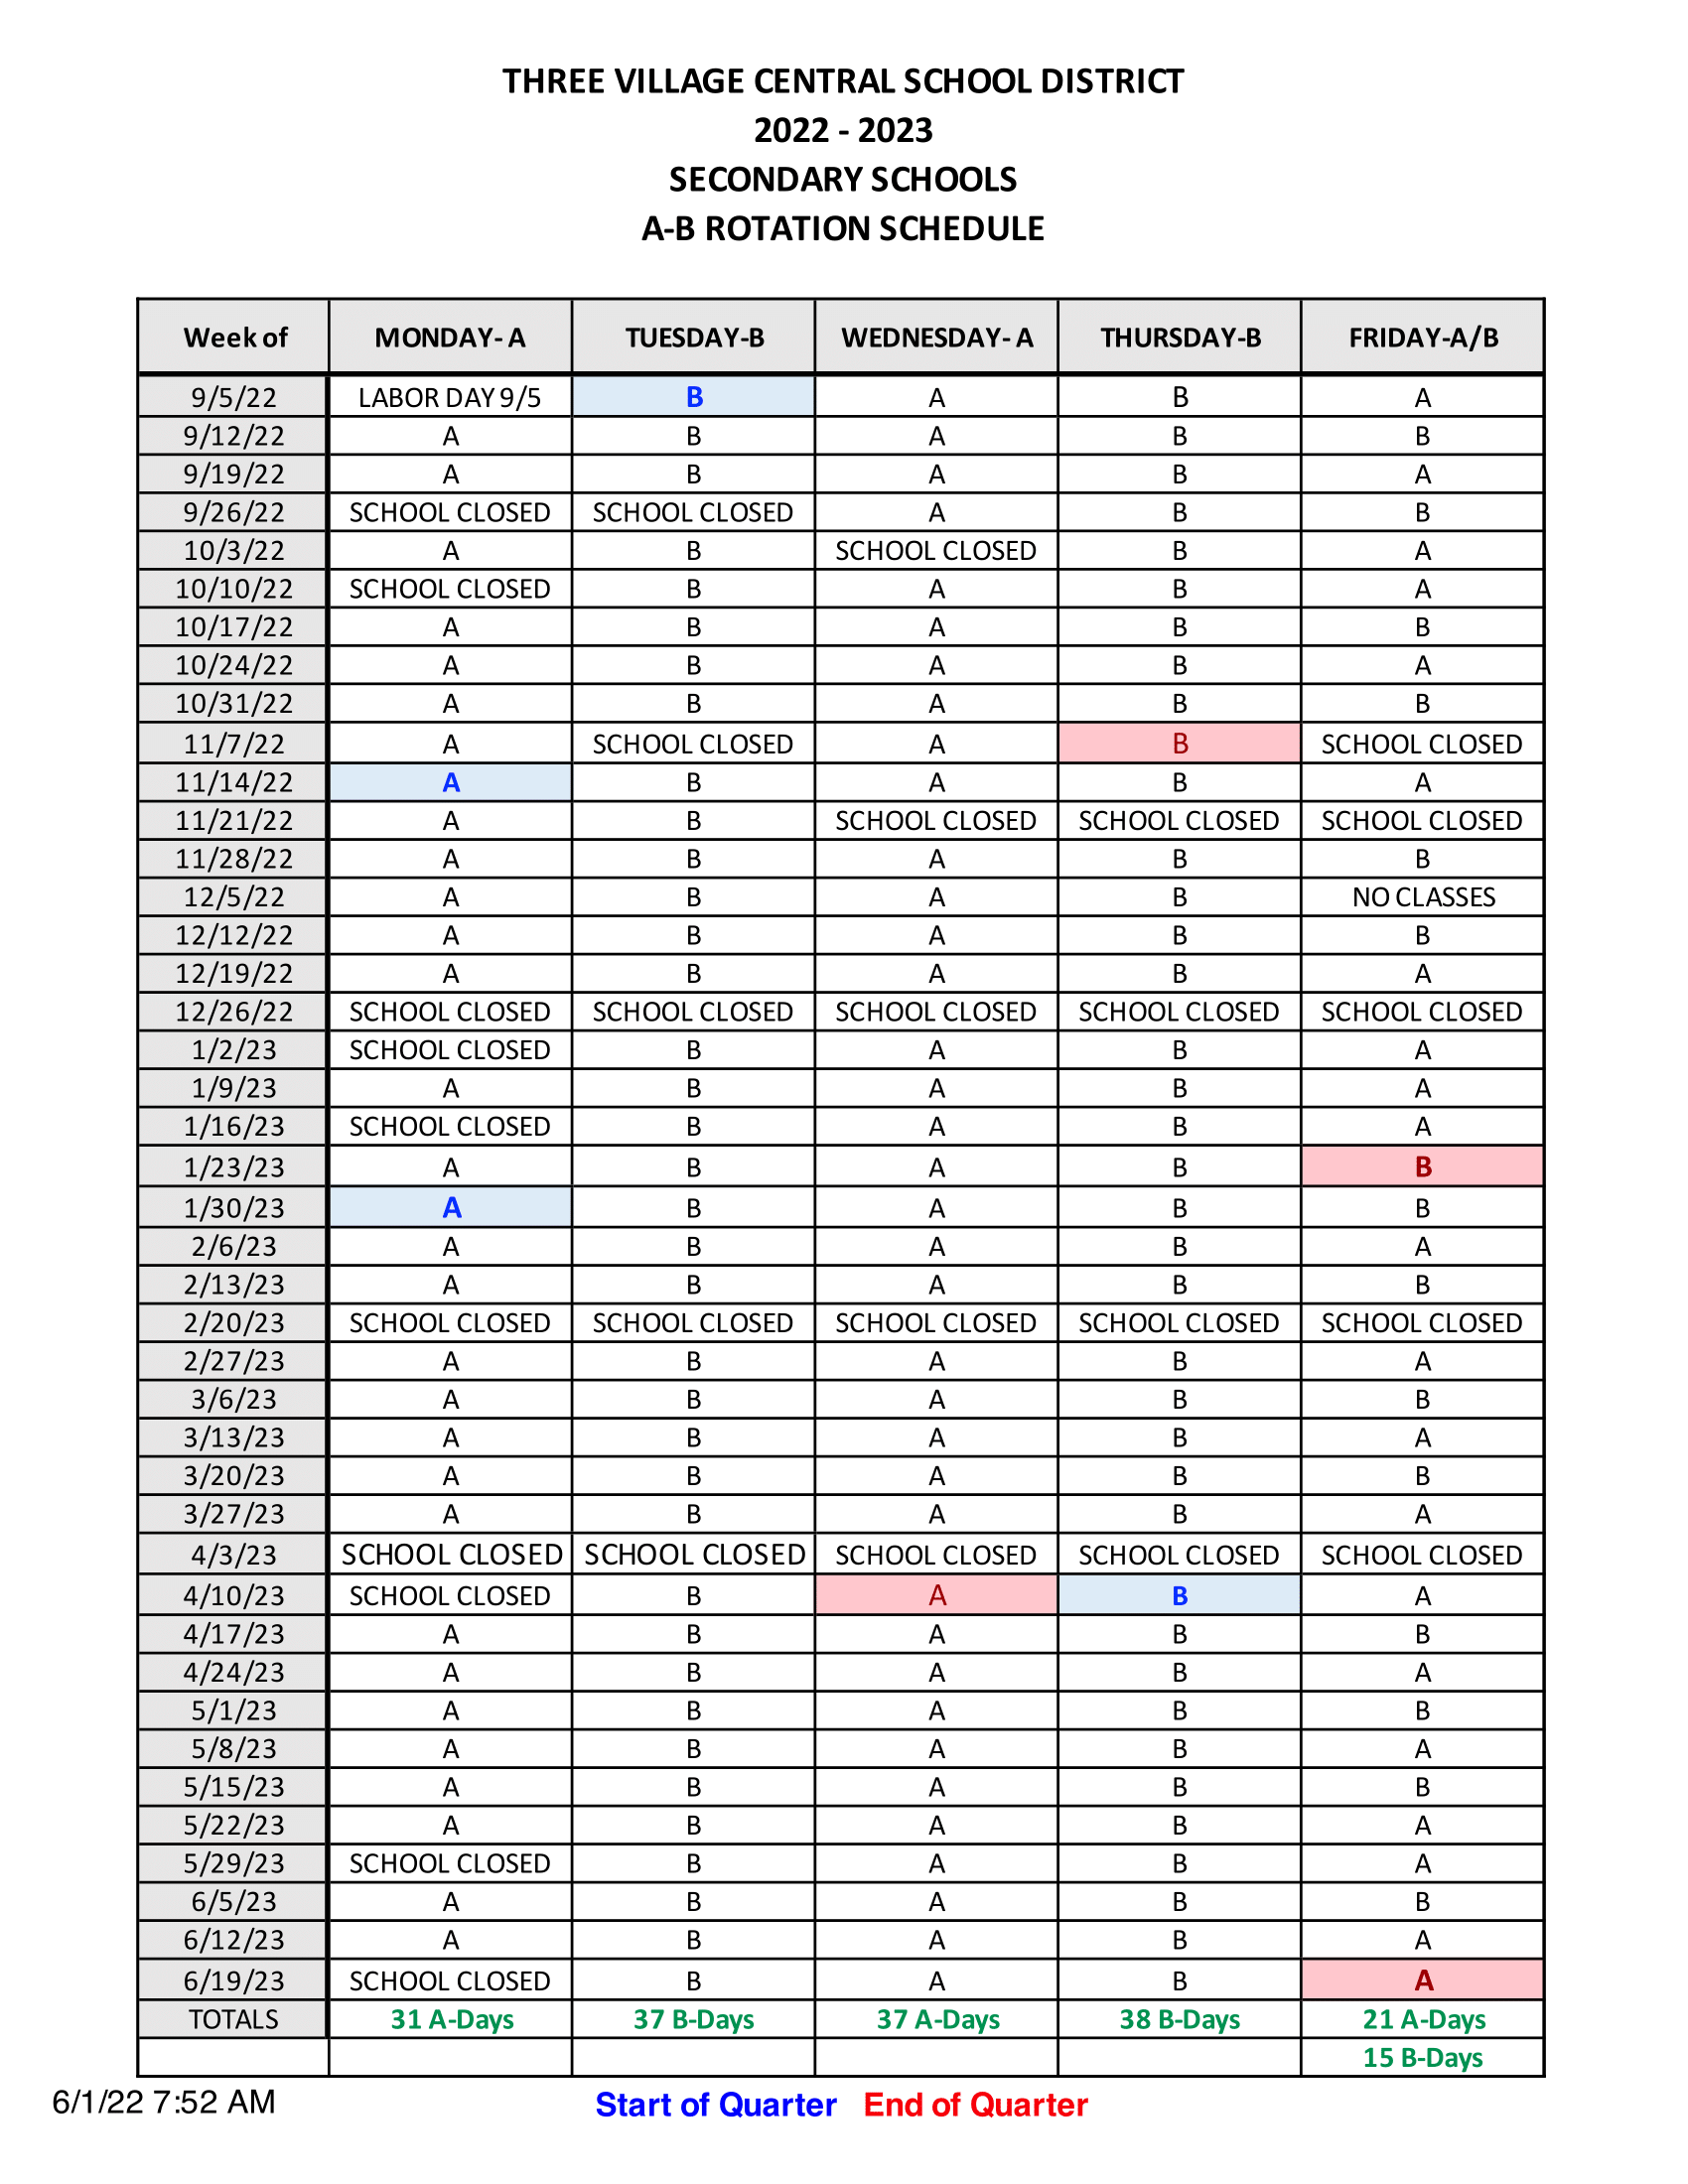 THREE VILLAGE CENTRAL SCHOOL DISTRICT
2022 - 2023
SECONDARY SCHOOLS
A-B ROTATION SCHEDULE
Week of MONDAY- A TUESDAY-B WEDNESDAY- A THURSDAY-B FRIDAY-A/B
9/5/22 LABOR DAY 9/5 B A B A
9/12/22 A B A B B
9/19/22 A B A B A
9/26/22 SCHOOL CLOSED SCHOOL CLOSED A B B
10/3/22 A B SCHOOL CLOSED B A
10/10/22 SCHOOL CLOSED B A B A
10/17/22 A B A B B
10/24/22 A B A B A
10/31/22 A B A B B
11/7/22 A SCHOOL CLOSED A B SCHOOL CLOSED
11/14/22 A B A B A
11/21/22 A B SCHOOL CLOSED SCHOOL CLOSED SCHOOL CLOSED
11/28/22 A B A B B
12/5/22 A B A B NO CLASSES
12/12/22 A B A B B
12/19/22 A B A B A
12/26/22 SCHOOL CLOSED SCHOOL CLOSED SCHOOL CLOSED SCHOOL CLOSED SCHOOL CLOSED
1/2/23 SCHOOL CLOSED B A B A
1/9/23 A B A B A
1/16/23 SCHOOL CLOSED B A B A
1/23/23 A B A B B
1/30/23 A B A B B
2/6/23 A B A B A
2/13/23 A B A B B
2/20/23 SCHOOL CLOSED SCHOOL CLOSED SCHOOL CLOSED SCHOOL CLOSED SCHOOL CLOSED
2/27/23 A B A B A
3/6/23 A B A B B
3/13/23 A B A B A
3/20/23 A B A B B
3/27/23 A B A B A
4/3/23 SCHOOL CLOSED SCHOOL CLOSED SCHOOL CLOSED SCHOOL CLOSED SCHOOL CLOSED
4/10/23 SCHOOL CLOSED B A B A
4/17/23 A B A B B
4/24/23 A B A B A
5/1/23 A B A B B
5/8/23 A B A B A
5/15/23 A B A B B
5/22/23 A B A B A
5/29/23 SCHOOL CLOSED B A B A
6/5/23 A B A B B
6/12/23 A B A B A
6/19/23 SCHOOL CLOSED B A B A
TOTALS 31 A-Days 37 B-Days 37 A-Days 38 B-Days 21 A-Days
15 B-Days
6/1/22 7:52 AM Start of Quarter End of Quarter